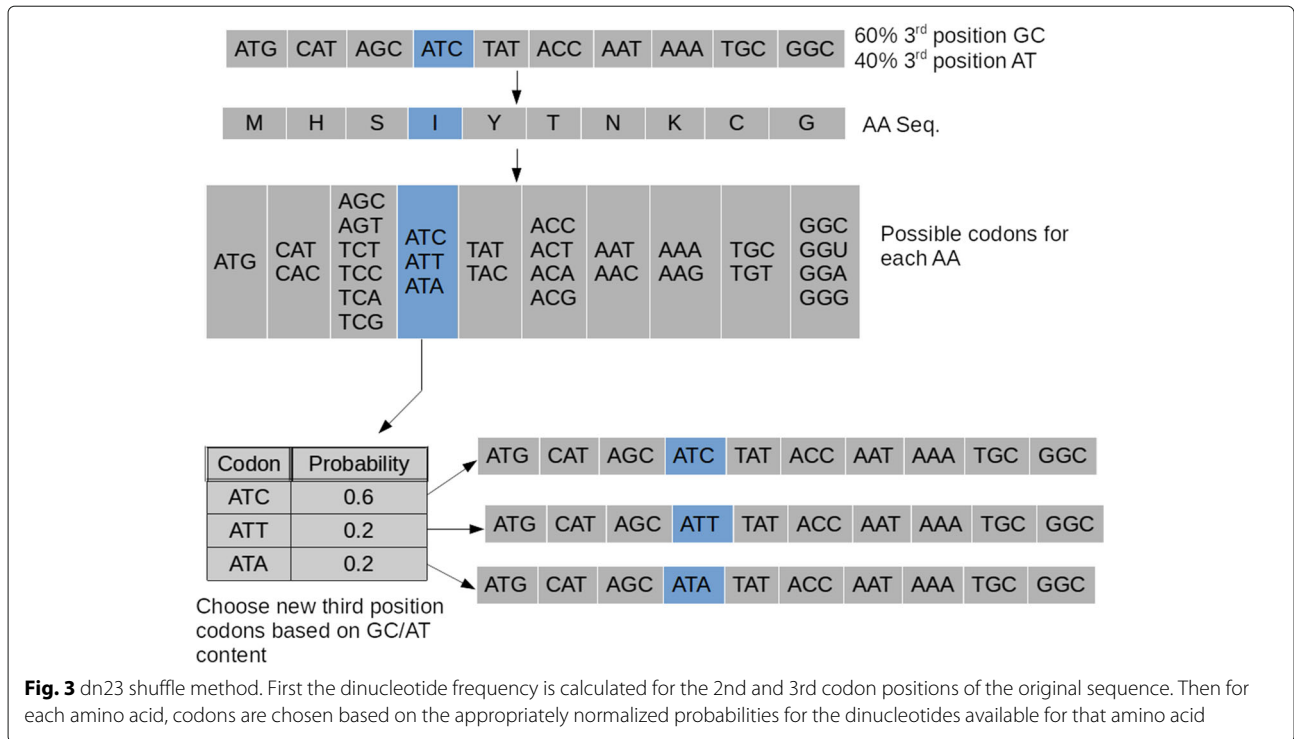 ATG CAT AGC ATC TAT ACC AAT AAA TGC GGC
60% 3rd position GC
40% 3rd position AT
M H S I Y T N K C G
AA Seq.
ATG
CAT
CAC
AGC
AGT
TCT
TCC
TCA
TCG
ATC
ATT
ATA
TAT
TAC
ACC
ACT
ACA
ACG
AAT
AAC
AAA
AAG
TGC
TGT
GGC
GGU
GGA
GGG
Possible codons for
each AA
Codon Probability
ATC 0.6
ATT 0.2
ATA 0.2
Choose new third position
codons based on GC/AT
content
ATG CAT AGC ATC TAT ACC AAT AAA TGC GGC
ATG CAT AGC ATT TAT ACC AAT AAA TGC GGC
ATG CAT AGC ATA TAT ACC AAT AAA TGC GGC
Fig. 3 dn23 shuffle method. First the dinucleotide frequency is calculated for the 2nd and 3rd codon positions of the original sequence. Then for
each amino acid, codons are chosen based on the appropriately normalized probabilities for the dinucleotides available for that amino acid